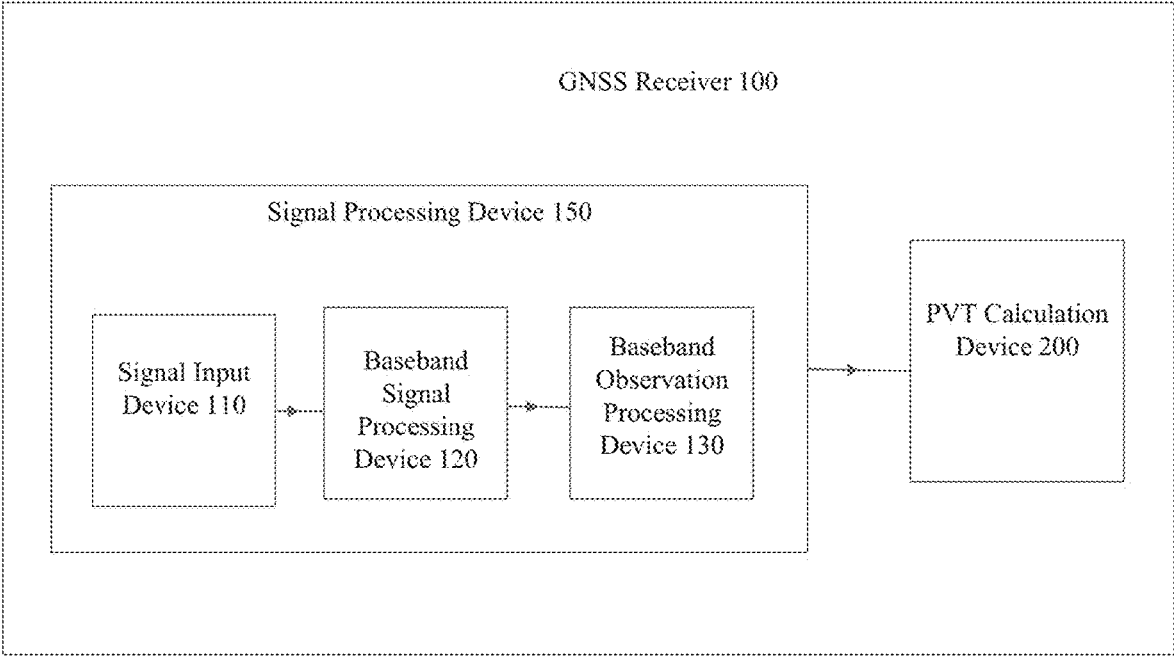 GNSS Receiver 100
Signal Processing Device 150
Signal Input
Device 110
Baseband
Signal
Processing
Device 120
Baseband
Observation
Processing
Device 130
PVT Calculation
Device 200